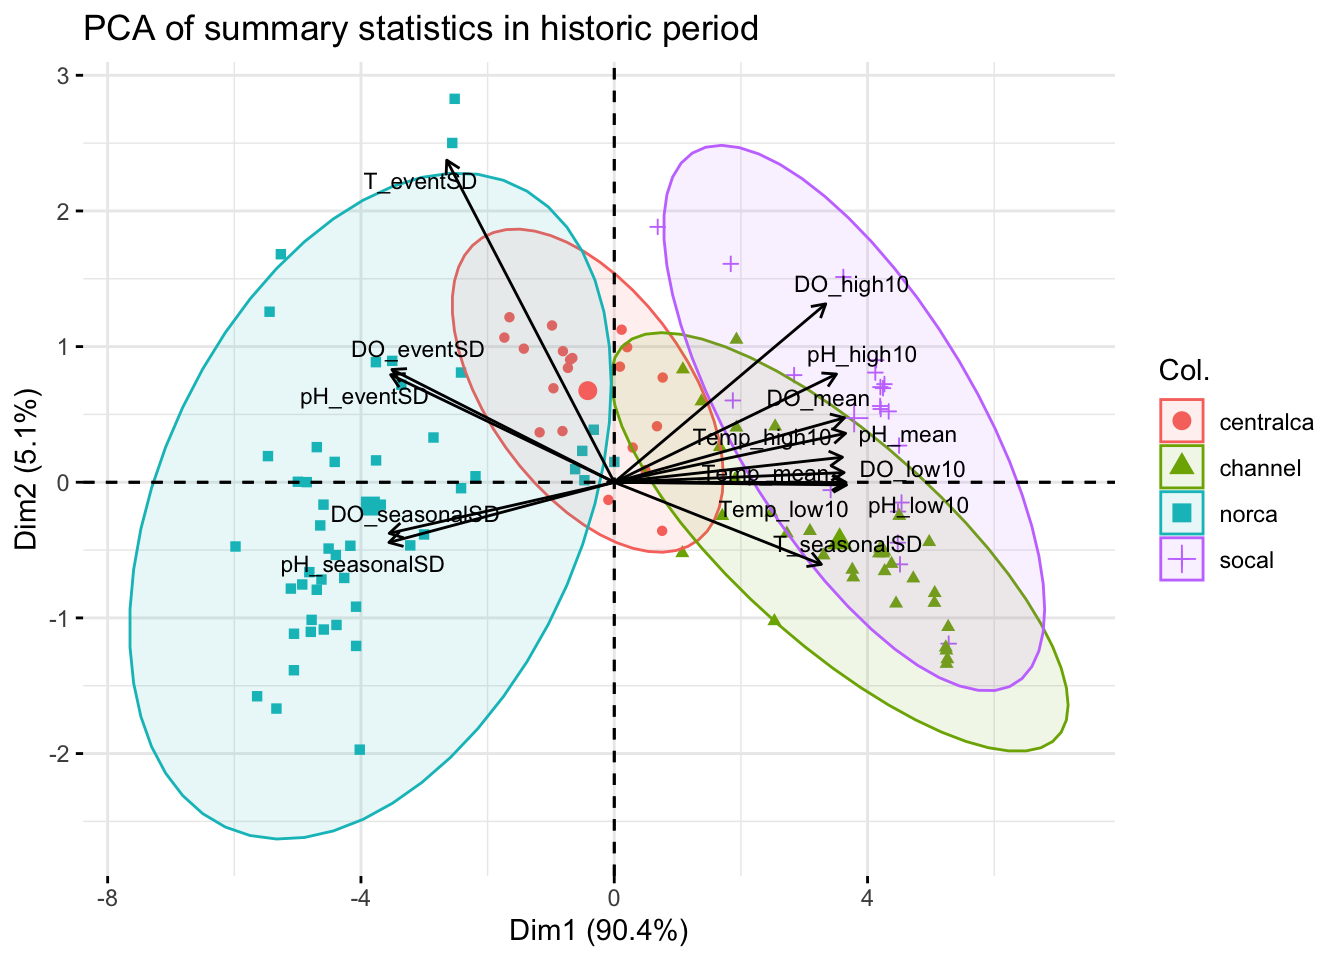 PCA of summary statistics in historic period
3
2
1
0
-1
-2
Dim2 (5.1%)
T_eventSD
DO_high10
DO_eventSD
pH_high10
pH_eventSD
DO_mean
Temp_high10
pH_mean
Temp_mean
DO_low10
Temp_low10
pH_low10
DO_seasonalSD
T_seasonalSD
pH_seasonalSD
-8
-4
0
4
Dim1 (90.4%)
Col.
centralca
channel
norca
socal